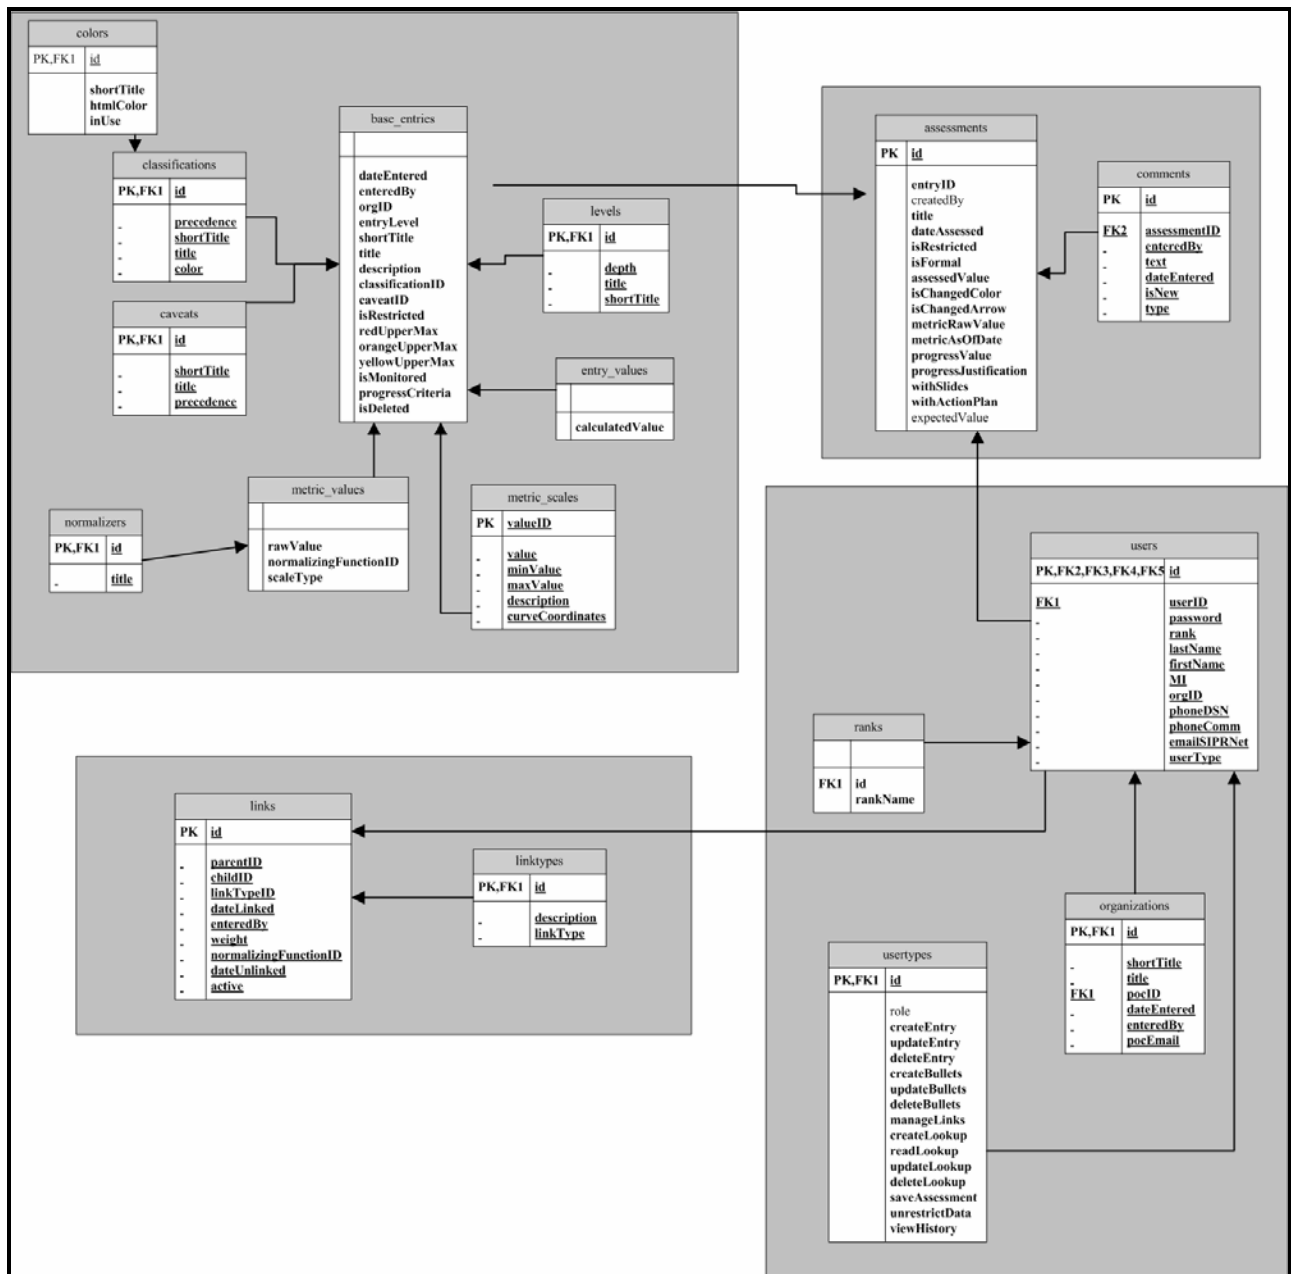 colors
PK,FK1 id
shortTitle
htmlColor
inUse
classifications
PK,FK1 id
- precedence
- shortTitle
- title
- color
caveats
PK,FK1 id
- shortTitle
- title
- precedence
base_entries
dateEntered
enteredBy
orgID
entryLevel
shortTitle
title
description
classificationID
caveatID
isRestricted
redUpperMax
orangeUpperMax
yellowUpperMax
isMonitored
progressCriteria
isDeleted
levels
PK,FK1 id
- depth
- title
- shortTitle
entry_values
calculatedValue
metric_values
rawValue
normalizingFunctionID
scaleType
normalizers
PK,FK1 id
- title
metric_scales
PK valueID
- value
- minValue
- maxValue
- description
- curveCoordinates
assessments
PK id
entryID
createdBy
title
dateAssessed
isRestricted
isFormal
assessedValue
isChangedColor
isChangedArrow
metricRawValue
metricAsOfDate
progressValue
progressJustification
withSlides
withActionPlan
expectedValue
comments
PK id
FK2 assessmentID
- enteredBy
- text
- dateEntered
- isNew
- type
users
PK,FK2,FK3,FK4,FK5 id
FK1 userID
- password
- rank
- lastName
- firstName
- MI
- orgID
- phoneDSN
- phoneComm
- emailSIPRNet
- userType
ranks
FK1 id
rankName
links
PK id
- parentID
- childID
- linkTypeID
- dateLinked
- enteredBy
- weight
- normalizingFunctionID
- dateUnlinked
- active
linktypes
PK,FK1 id
- description
- linkType
organizations
PK,FK1 id
- shortTitle
- title
FK1 pocID
- dateEntered
- enteredBy
- pocEmail
usertypes
PK,FK1 id
role
createEntry
updateEntry
deleteEntry
createBullets
updateBullets
deleteBullets
manageLinks
createLookup
readLookup
updateLookup
deleteLookup
saveAssessment
unrestrictData
viewHistory